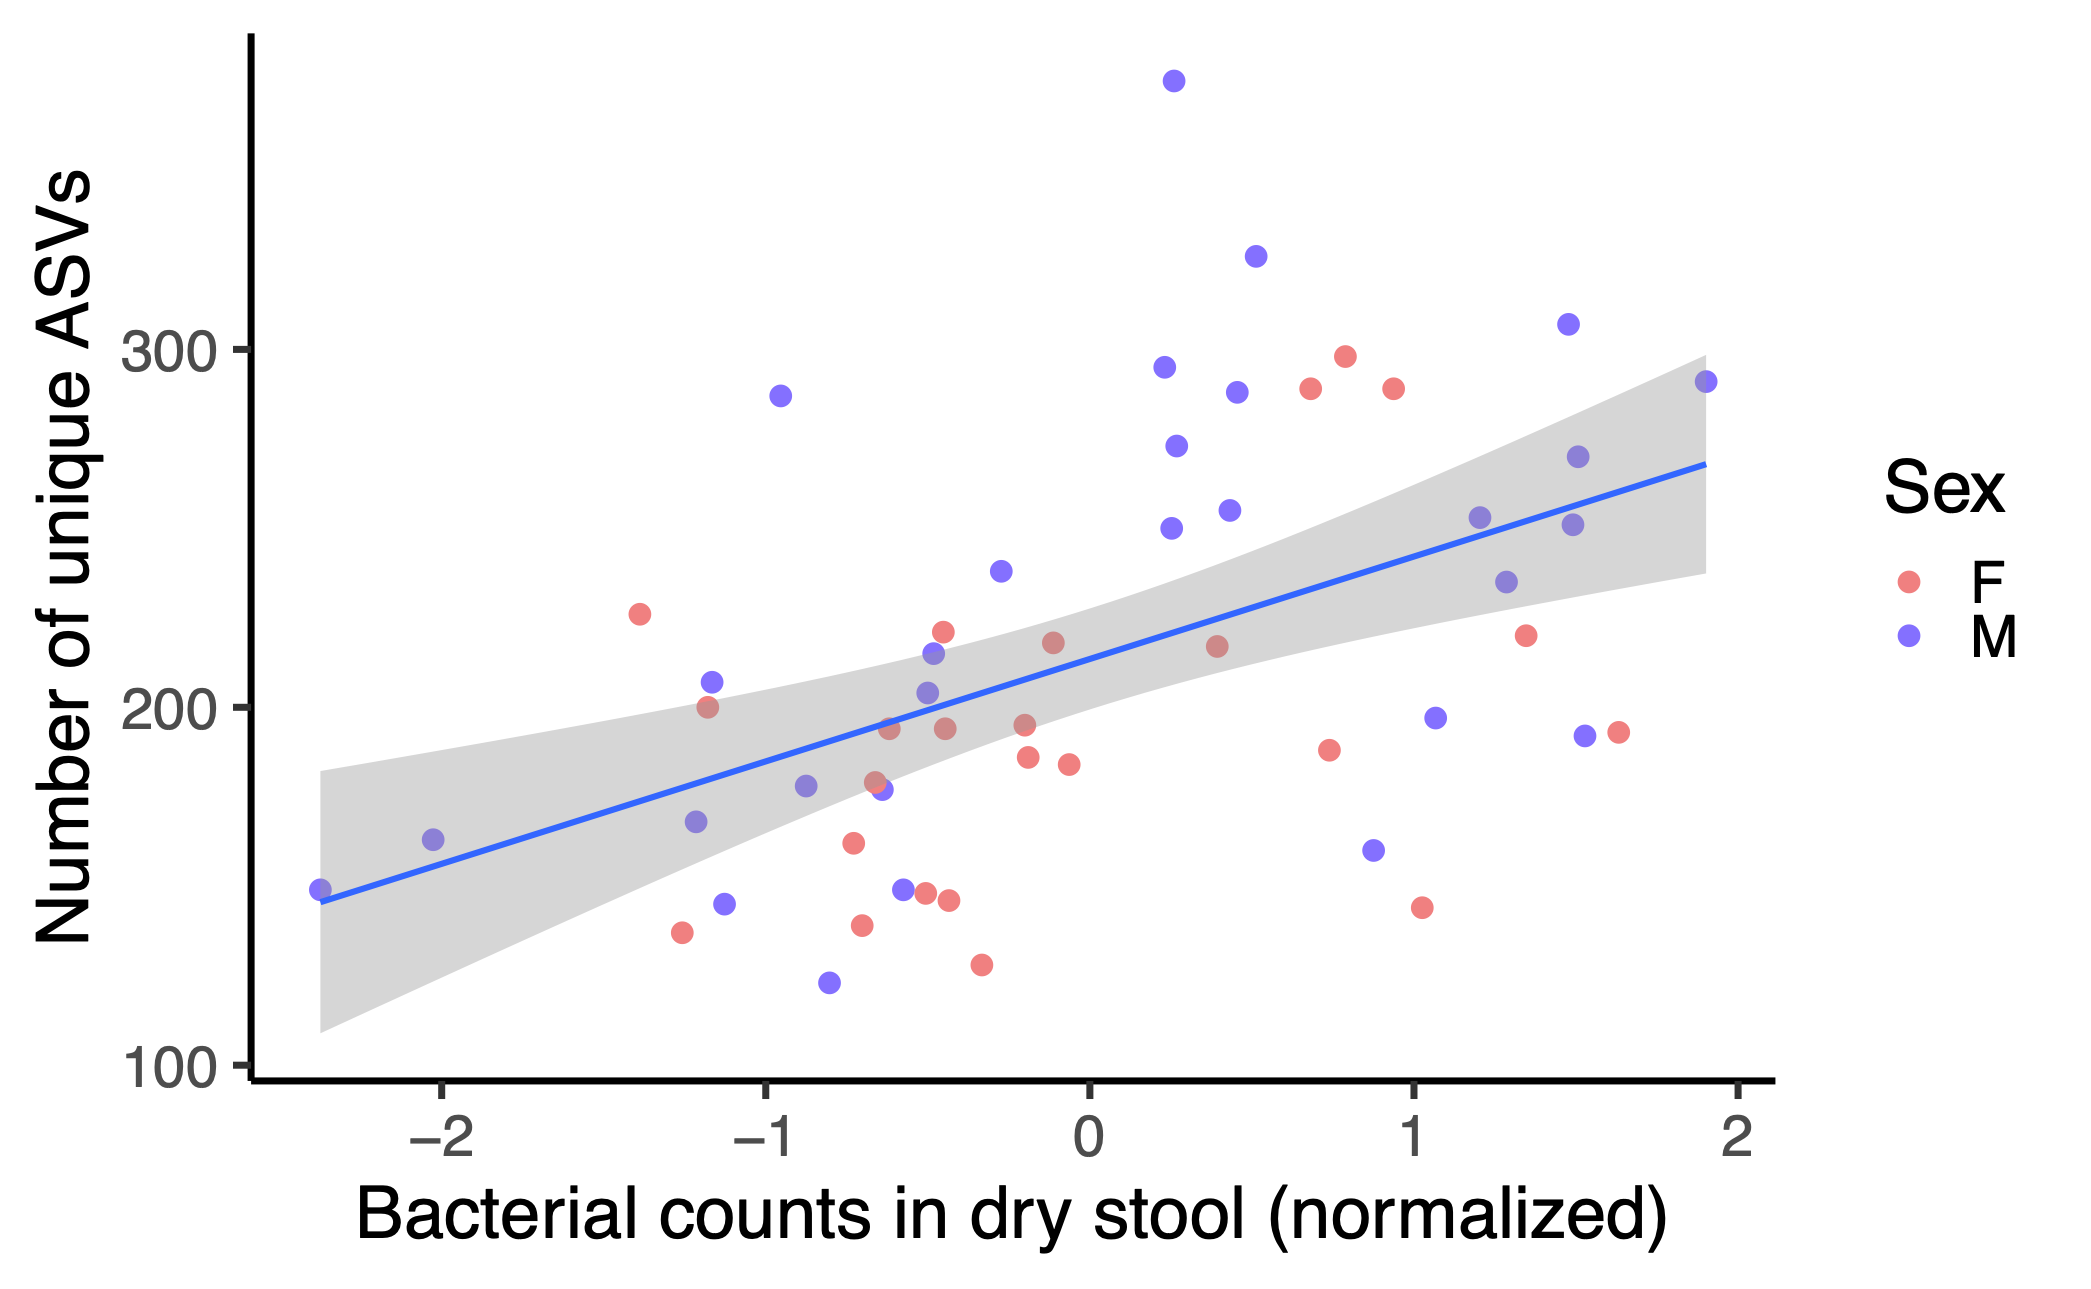 Number of unique ASVs
300
200
100
−2
−1
0
1
2
Bacterial counts in dry stool (normalized)
Sex
F
M